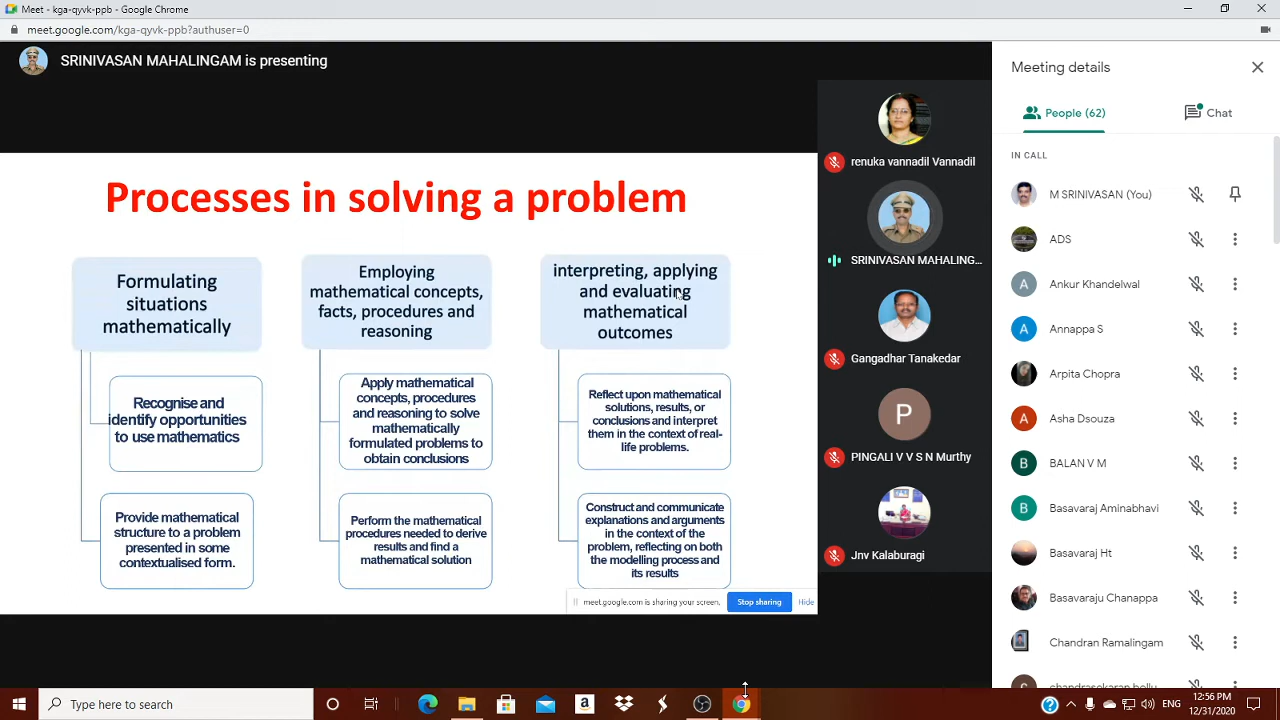 Meet - kga-qyvk-ppb - Google Chrome
meet.google.com/kga-qyvk-ppb?authuser=0
SRINIVASAN MAHALINGAM is presenting
Processes in solving a problem
Formulating
situations
mathematically
Recognise and
identify opportunities
to use mathematics
Provide mathematical
structure to a problem
presented in some
contextualised form.
Employing
mathematical concepts,
facts, procedures and
reasoning
Apply mathematical
concepts, procedures
and reasoning to solve
mathematically
formulated problems to
obtain conclusions
Perform the mathematical
procedures needed to derive
results and find a
mathematical solution
interpreting, applying
and evaluating
mathematical
outcomes
Reflect upon mathematical
solutions, results, or
conclusions and interpret
them in the context of real-
life problems.
Construct and communicate
explanations and arguments
in the context of the
problem, reflecting on both
the modelling process and
its results
meet.google.com is sharing your screen.
Stop sharing
Hide
renuka vannadil Vannadil
SRINIVASAN MAHALING...
Gangadhar Tanakedar
P
PINGALI V V S N Murthy
Jnv Kalaburagi
Meeting details
People (62)
Chat
IN CALL
M SRINIVASAN (You)
ADS
A
Ankur Khandelwal
A
Annappa S
Arpita Chopra
A
Asha Dsouza
B
BALAN V M
B
Basavaraj Aminabhavi
Basavaraj Ht
Basavaraju Chanappa
Chandran Ramalingam
chandrasekaran bollu
Type here to search
a
ENG
12:56 PM
12/31/2020